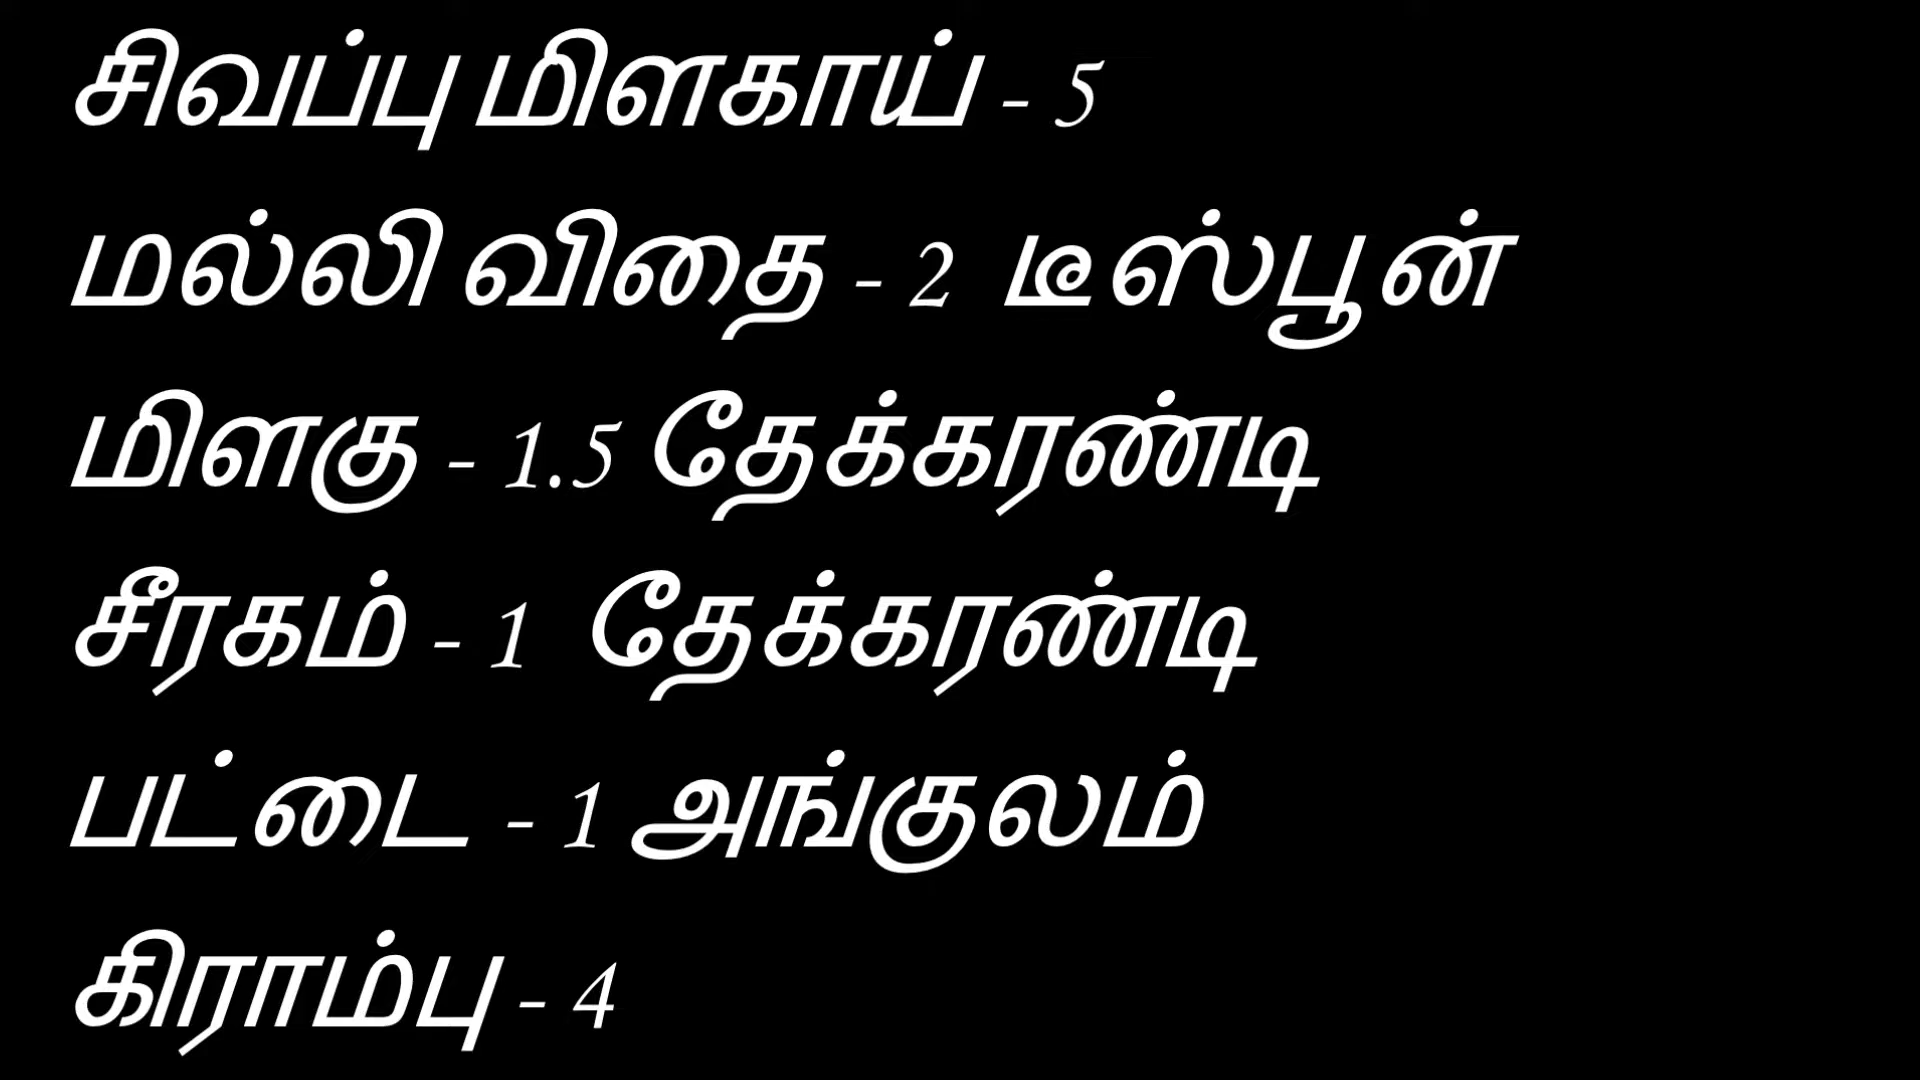 சிவப்பு மிளகாய் - 5
மல்லி விதை - 2 டீஸ்பூன்
மிளகு - 1.5 தேக்கரண்டி
சீரகம் - 1 தேக்கரண்டி
பட்டை - 1 அங்குலம்
கிராம்பு - 4